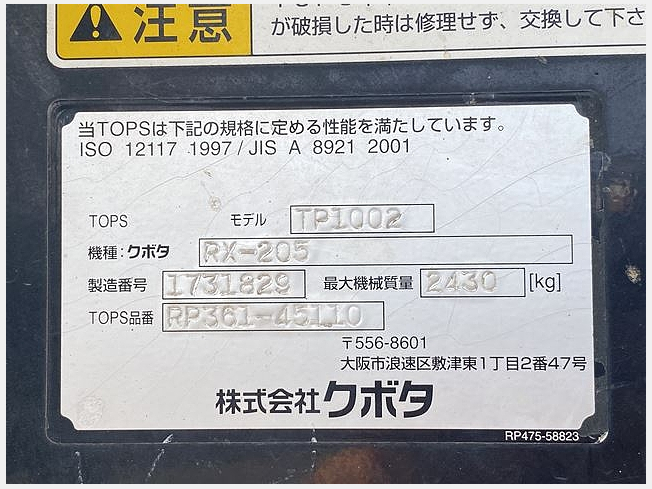 注意
が破損した時は修理せず、交換して下さ
当TOPSは下記の規格に定める性能を満たしています。
ISO 12117 1997/JIS A 8921 2001
TOPS モデル TP1002
機種:クボタ RX-205
製造番号 1731829 最大機械質量 2430 [kg]
TOPS品番 RP361-45110
〒556-8601
大阪市浪速区敷津東1丁目2番47号
株式会社クボタ
RP475-58823